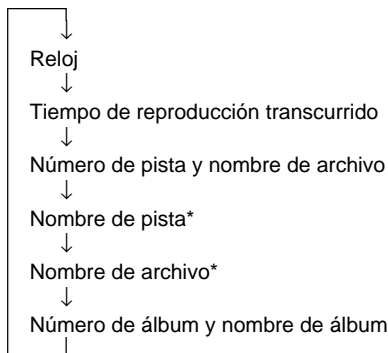 Reloj
Tiempo de reproducción transcurrido
Número de pista y nombre de archivo
Nombre de pista*
Nombre de archivo*
Número de álbum y nombre de álbum